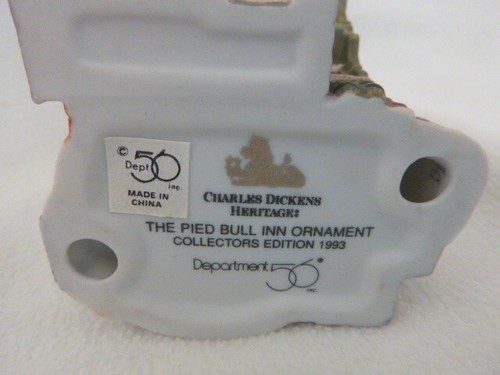 © Dept 56 inc.
MADE IN
CHINA
CHARLES DICKENS
HERITAGE:
THE PIED BULL INN ORNAMENT
COLLECTORS EDITION 1993
Department 56® INC.